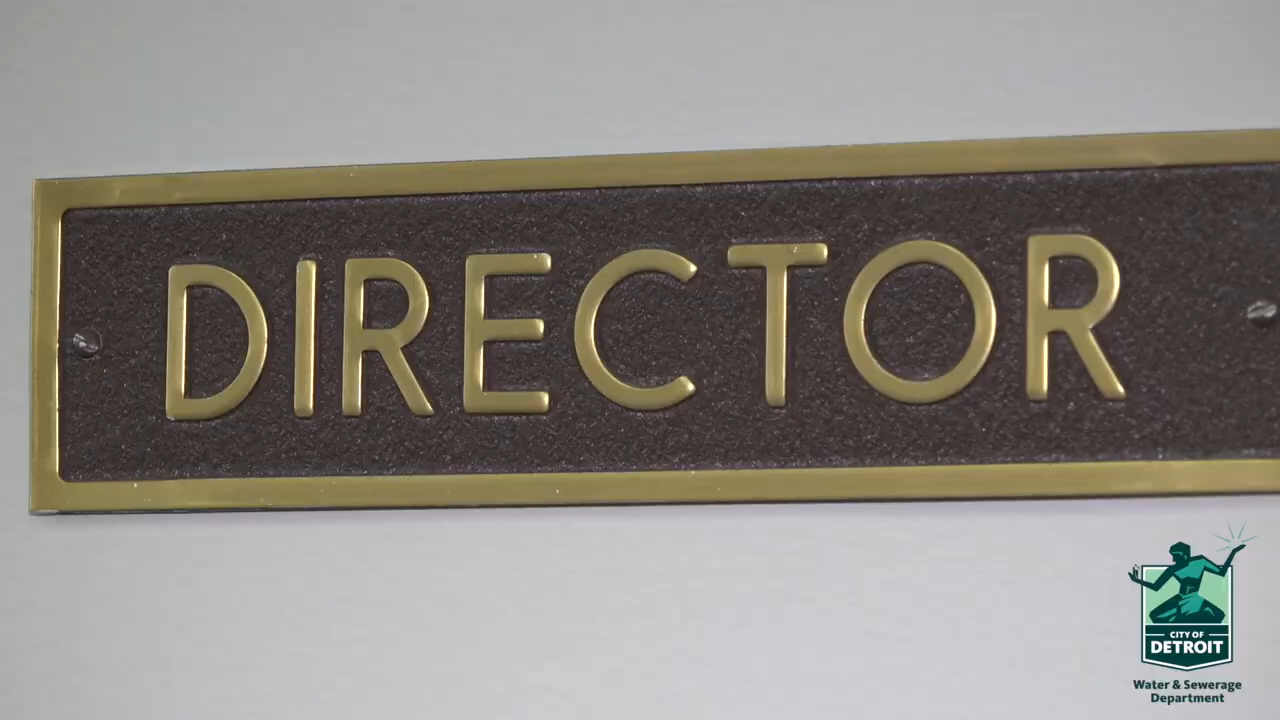 DIRECTOR
CITY OF
DETROIT
Water & Sewerage
Department